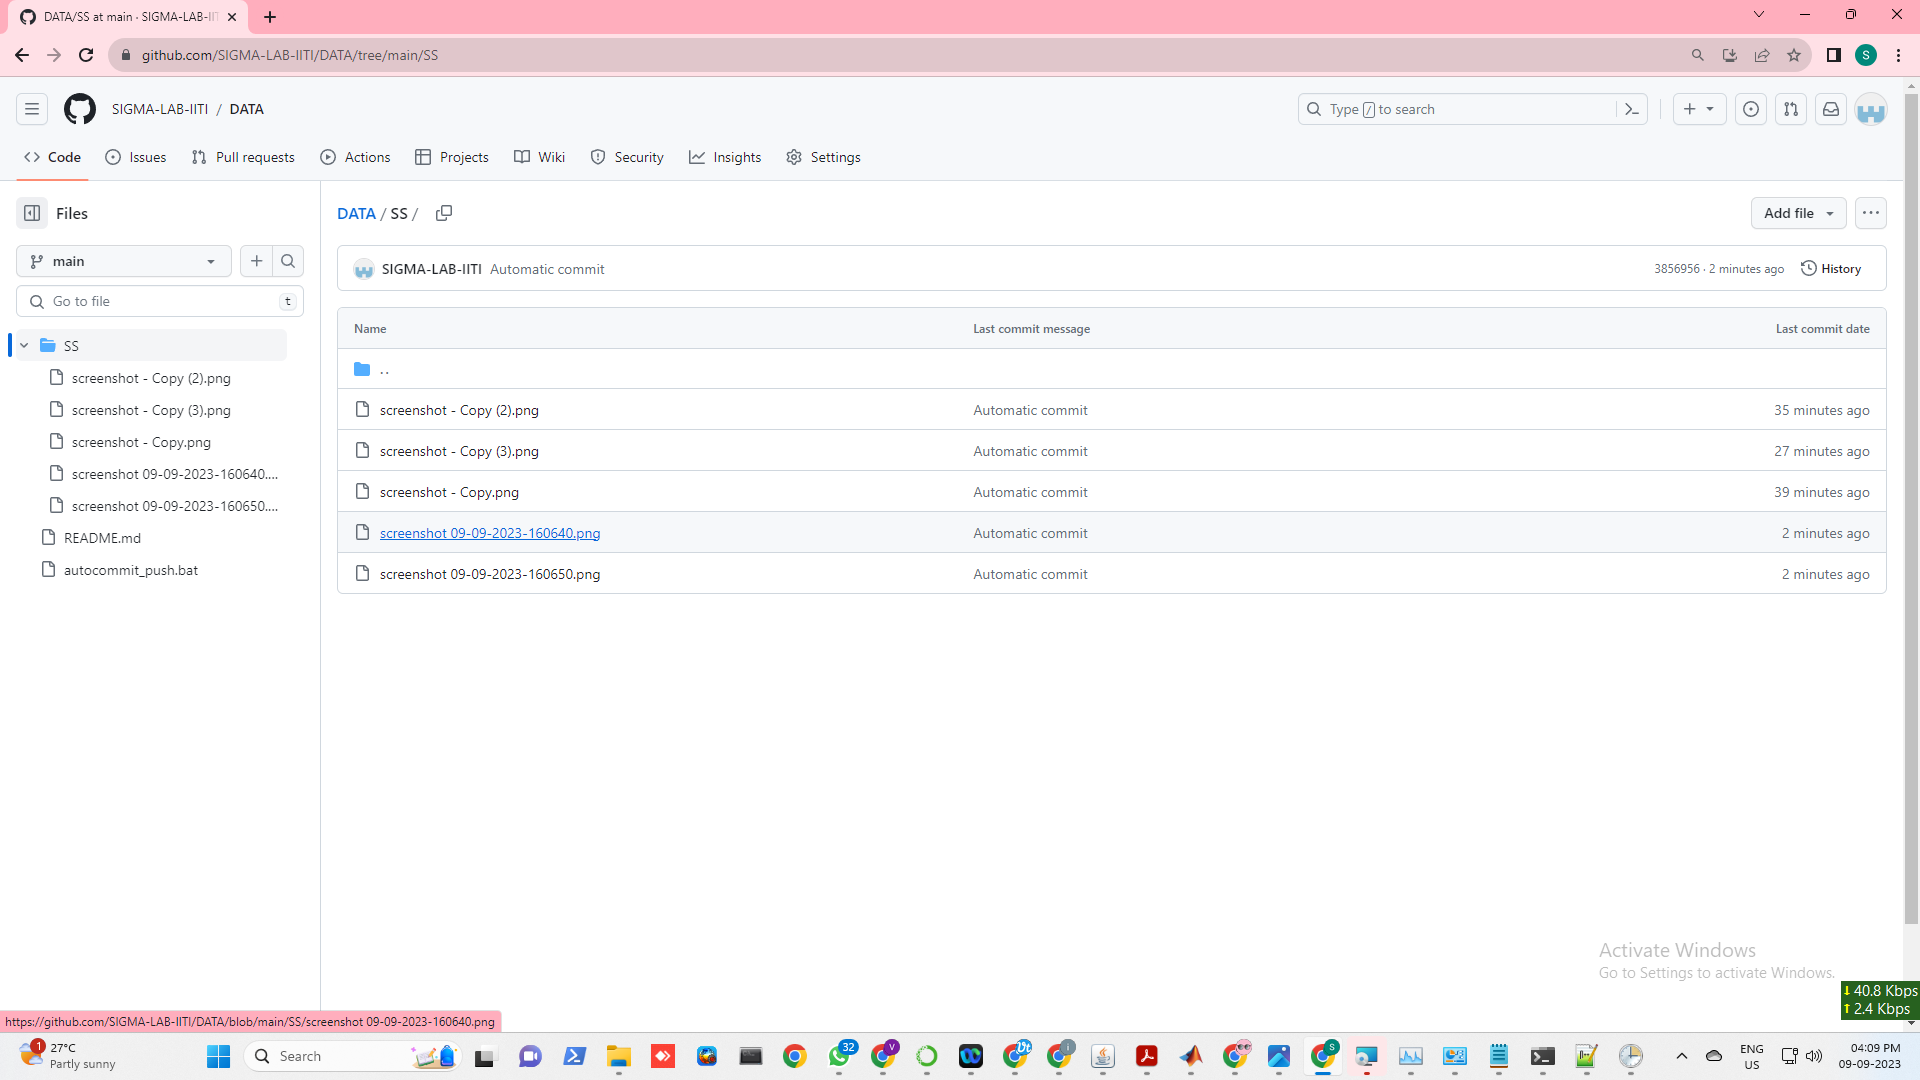 DATA/SS at main · SIGMA-LAB-IIT
github.com/SIGMA-LAB-IITI/DATA/tree/main/SS
S
SIGMA-LAB-IITI / DATA
Type / to search
Code
Issues
Pull requests
Actions
Projects
Wiki
Security
Insights
Settings
Files
main
Go to file
t
SS
screenshot - Copy (2).png
screenshot - Copy (3).png
screenshot - Copy.png
screenshot 09-09-2023-160640....
screenshot 09-09-2023-160650....
README.md
autocommit_push.bat
DATA / SS /
Add file
SIGMA-LAB-IITI Automatic commit
3856956 · 2 minutes ago
History
Name Last commit message Last commit date
..
screenshot - Copy (2).png Automatic commit 35 minutes ago
screenshot - Copy (3).png Automatic commit 27 minutes ago
screenshot - Copy.png Automatic commit 39 minutes ago
screenshot 09-09-2023-160640.png Automatic commit 2 minutes ago
screenshot 09-09-2023-160650.png Automatic commit 2 minutes ago
Activate Windows
Go to Settings to activate Windows.
40.8 Kbps
2.4 Kbps
https://github.com/SIGMA-LAB-IITI/DATA/blob/main/SS/screenshot 09-09-2023-160640.png
1
27°C
Partly sunny
Search
32
V
S
ENG
US
04:09 PM
09-09-2023